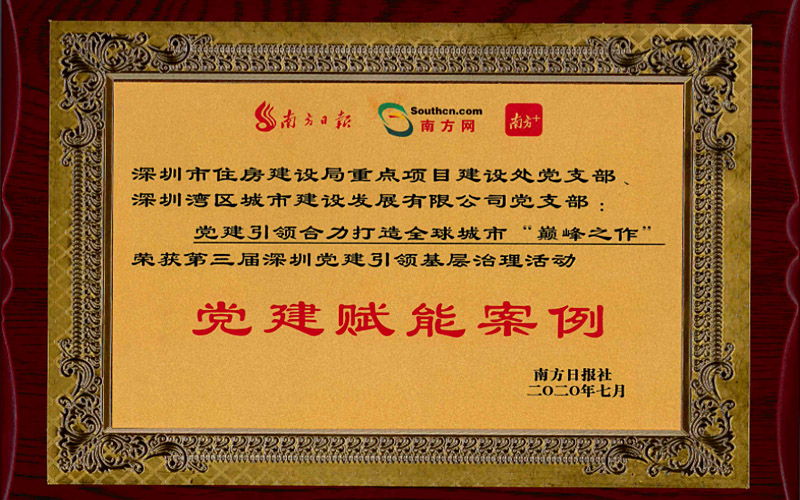 南方日报
Southcn.com
南方网
南方+
深圳市住房建设局重点项目建设处党支部、
深圳湾区城市建设发展有限公司党支部：
党建引领合力打造全球城市“巅峰之作”
荣获第三届深圳党建引领基层治理活动
党建赋能案例
南方日报社
二〇二〇年七月